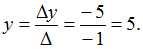 y = Δy/Δ = −5/−1 = 5.